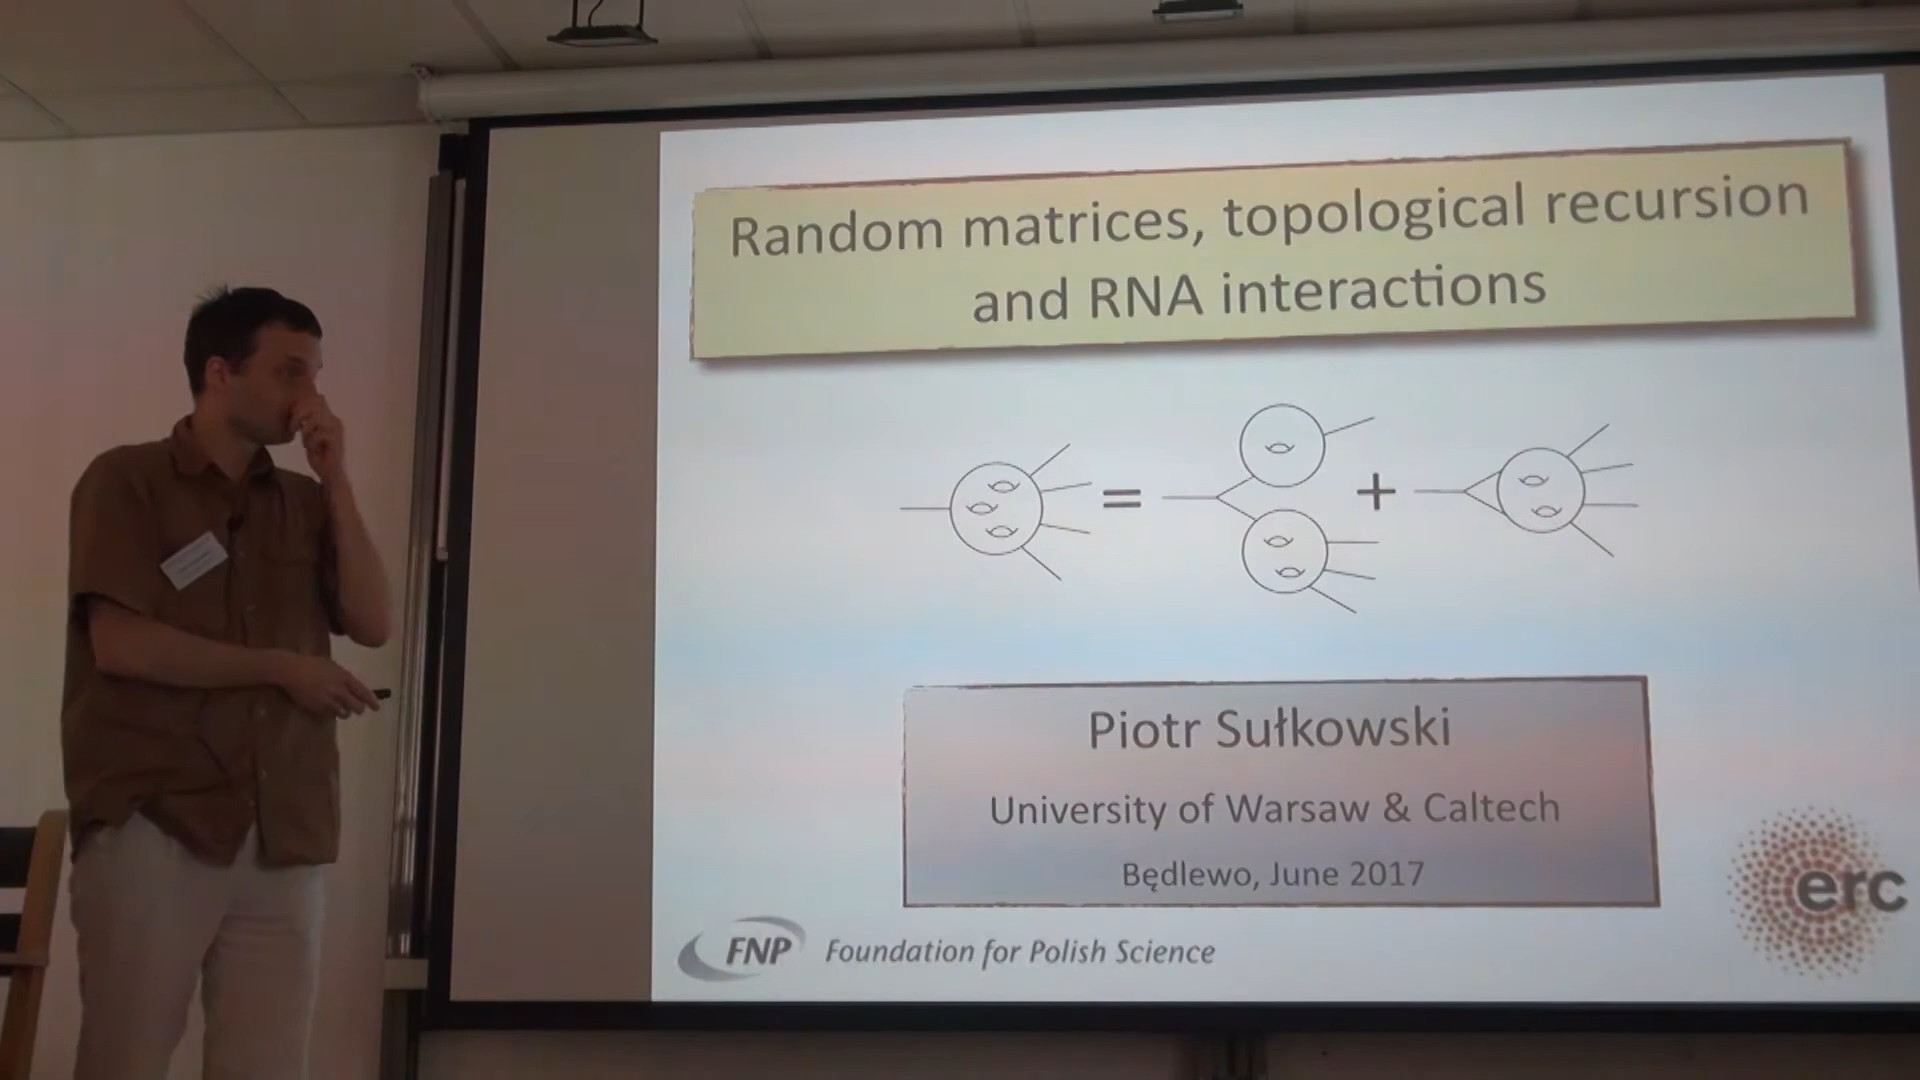 Random matrices, topological recursion
and RNA interactions
=
+
Piotr Sułkowski
University of Warsaw & Caltech
Będlewo, June 2017
FNP Foundation for Polish Science
erc